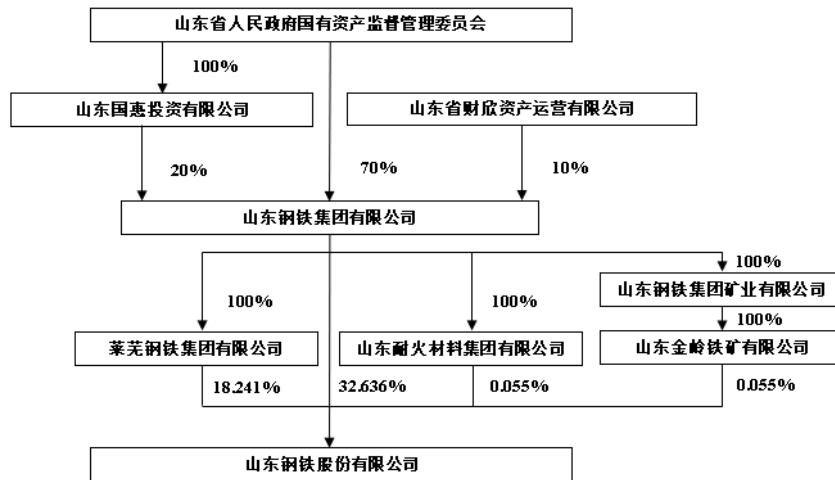 山东省人民政府国有资产监督管理委员会
100%
山东国惠投资有限公司
山东省财欣资产运营有限公司
20%
70%
10%
山东钢铁集团有限公司
100%
山东钢铁集团矿业有限公司
100%
100%
100%
莱芜钢铁集团有限公司
山东耐火材料集团有限公司
山东金岭铁矿有限公司
18.241%
32.636%
0.055%
0.055%
山东钢铁股份有限公司